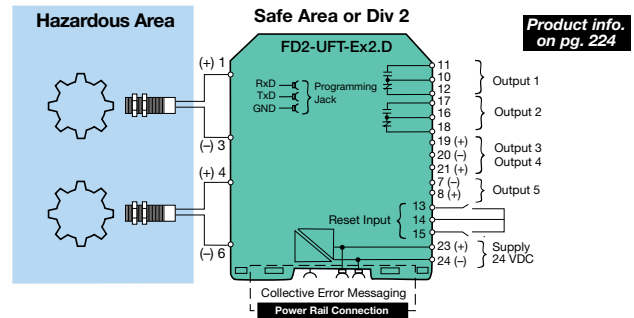 Hazardous Area
Safe Area or Div 2
Product info.
on pg. 224
FD2-UFT-Ex2.D
(+) 1
(–) 3
(+) 4
(–) 6
RxD
TxD
GND
Programming
Jack
11
10
12
Output 1
17
16
18
Output 2
19 (+)
20 (–)
21 (+)
Output 3
Output 4
7 (–)
8 (+)
Output 5
Reset Input
13
14
15
23 (+)
24 (–)
Supply
24 VDC
Collective Error Messaging
Power Rail Connection